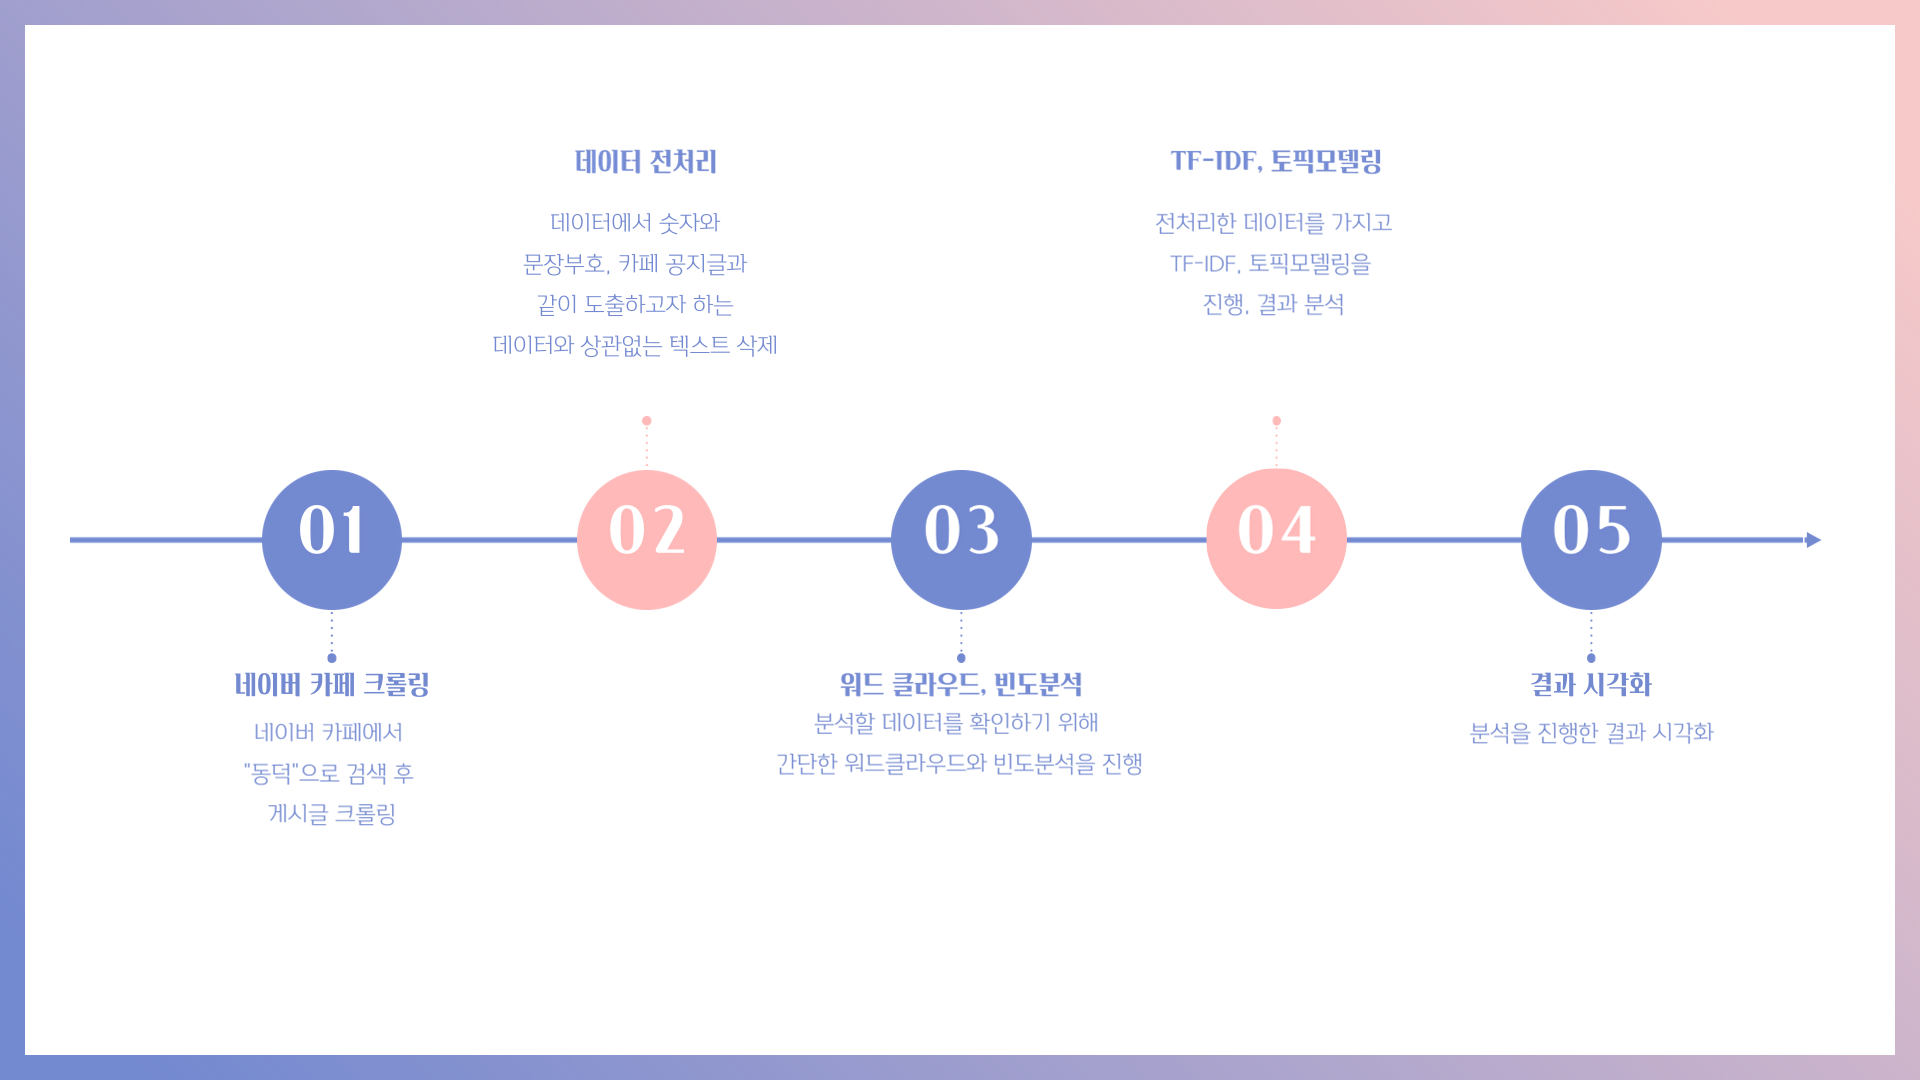 01
네이버 카페 크롤링
네이버 카페에서
"동덕"으로 검색 후
게시글 크롤링
02
데이터 전처리
데이터에서 숫자와
문장부호, 카페 공지글과
같이 도출하고자 하는
데이터와 상관없는 텍스트 삭제
03
워드 클라우드, 빈도분석
분석할 데이터를 확인하기 위해
간단한 워드클라우드와 빈도분석을 진행
04
TF-IDF, 토픽모델링
전처리한 데이터를 가지고
TF-IDF, 토픽모델링을
진행, 결과 분석
05
결과 시각화
분석을 진행한 결과 시각화